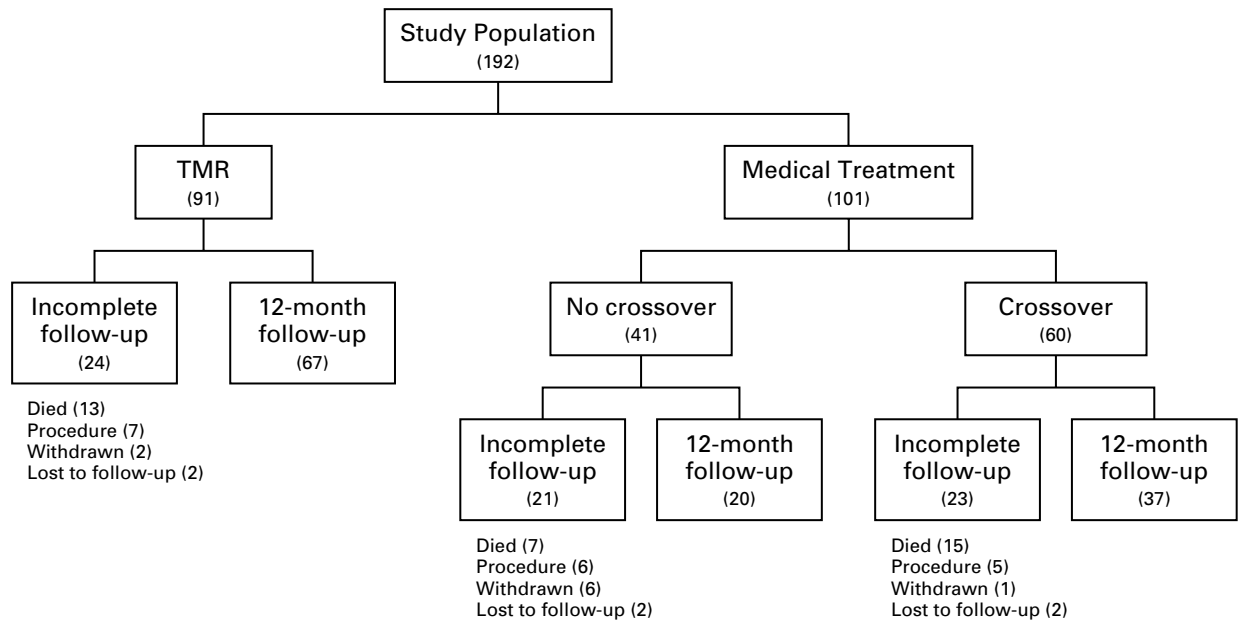 Study Population
(192)
TMR
(91)
Medical Treatment
(101)
Incomplete
follow-up
(24)
12-month
follow-up
(67)
Died (13)
Procedure (7)
Withdrawn (2)
Lost to follow-up (2)
No crossover
(41)
Crossover
(60)
Incomplete
follow-up
(21)
12-month
follow-up
(20)
Died (7)
Procedure (6)
Withdrawn (6)
Lost to follow-up (2)
Incomplete
follow-up
(23)
12-month
follow-up
(37)
Died (15)
Procedure (5)
Withdrawn (1)
Lost to follow-up (2)